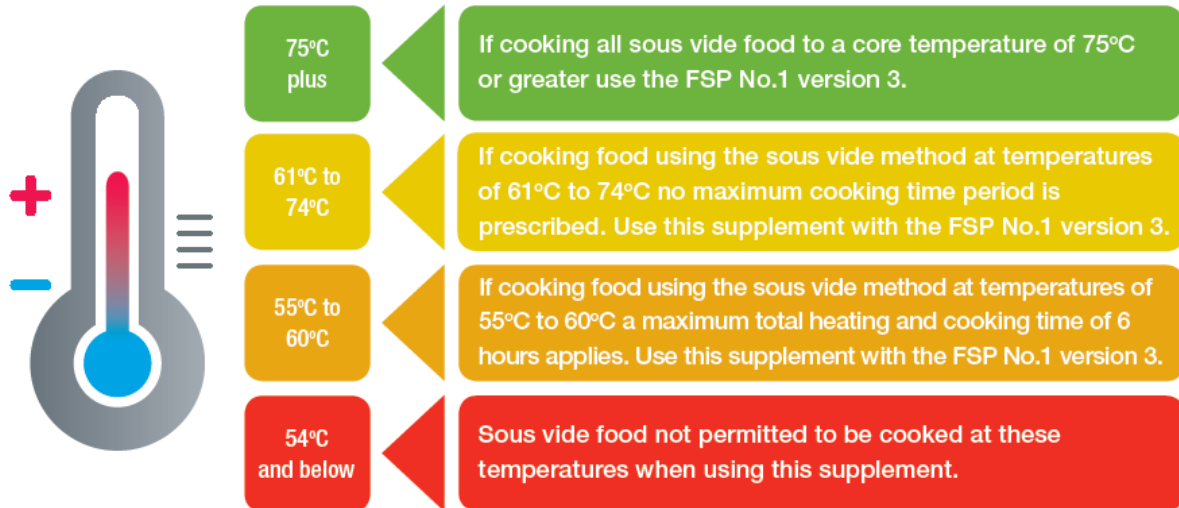 75ºC
plus
If cooking all sous vide food to a core temperature of 75ºC
or greater use the FSP No.1 version 3.
61ºC to
74ºC
If cooking food using the sous vide method at temperatures
of 61ºC to 74ºC no maximum cooking time period is
prescribed. Use this supplement with the FSP No.1 version 3.
55ºC to
60ºC
If cooking food using the sous vide method at temperatures of
55ºC to 60ºC a maximum total heating and cooking time of 6
hours applies. Use this supplement with the FSP No.1 version 3.
54ºC
and below
Sous vide food not permitted to be cooked at these
temperatures when using this supplement.